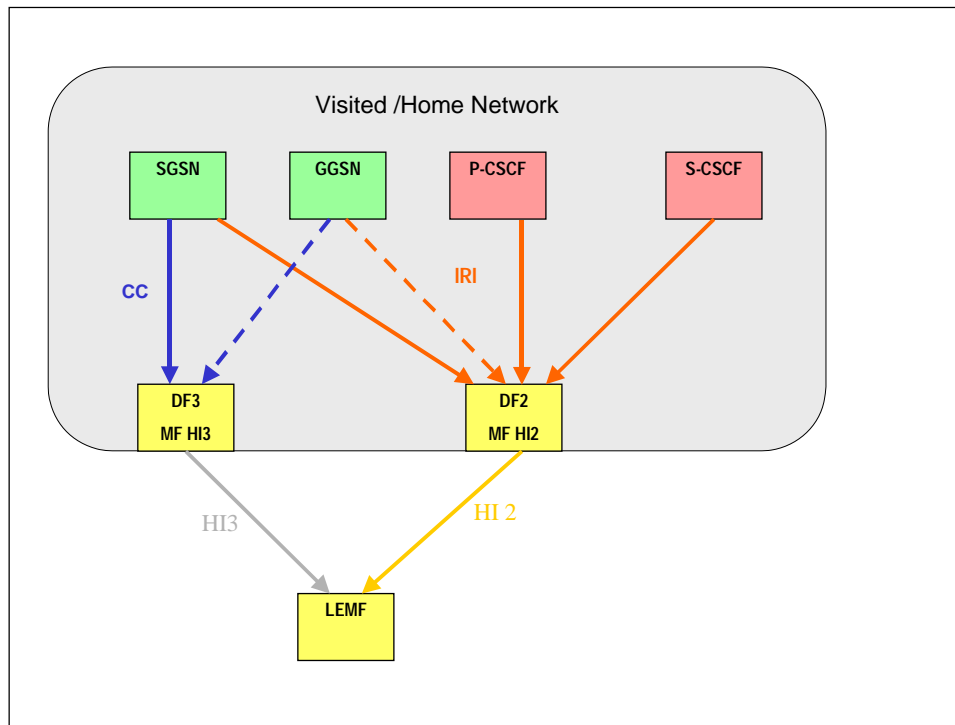 Visited /Home Network
SGSN
GGSN
P-CSCF
S-CSCF
CC
IRI
DF3
MF HI3
DF2
MF HI2
HI3
HI 2
LEMF